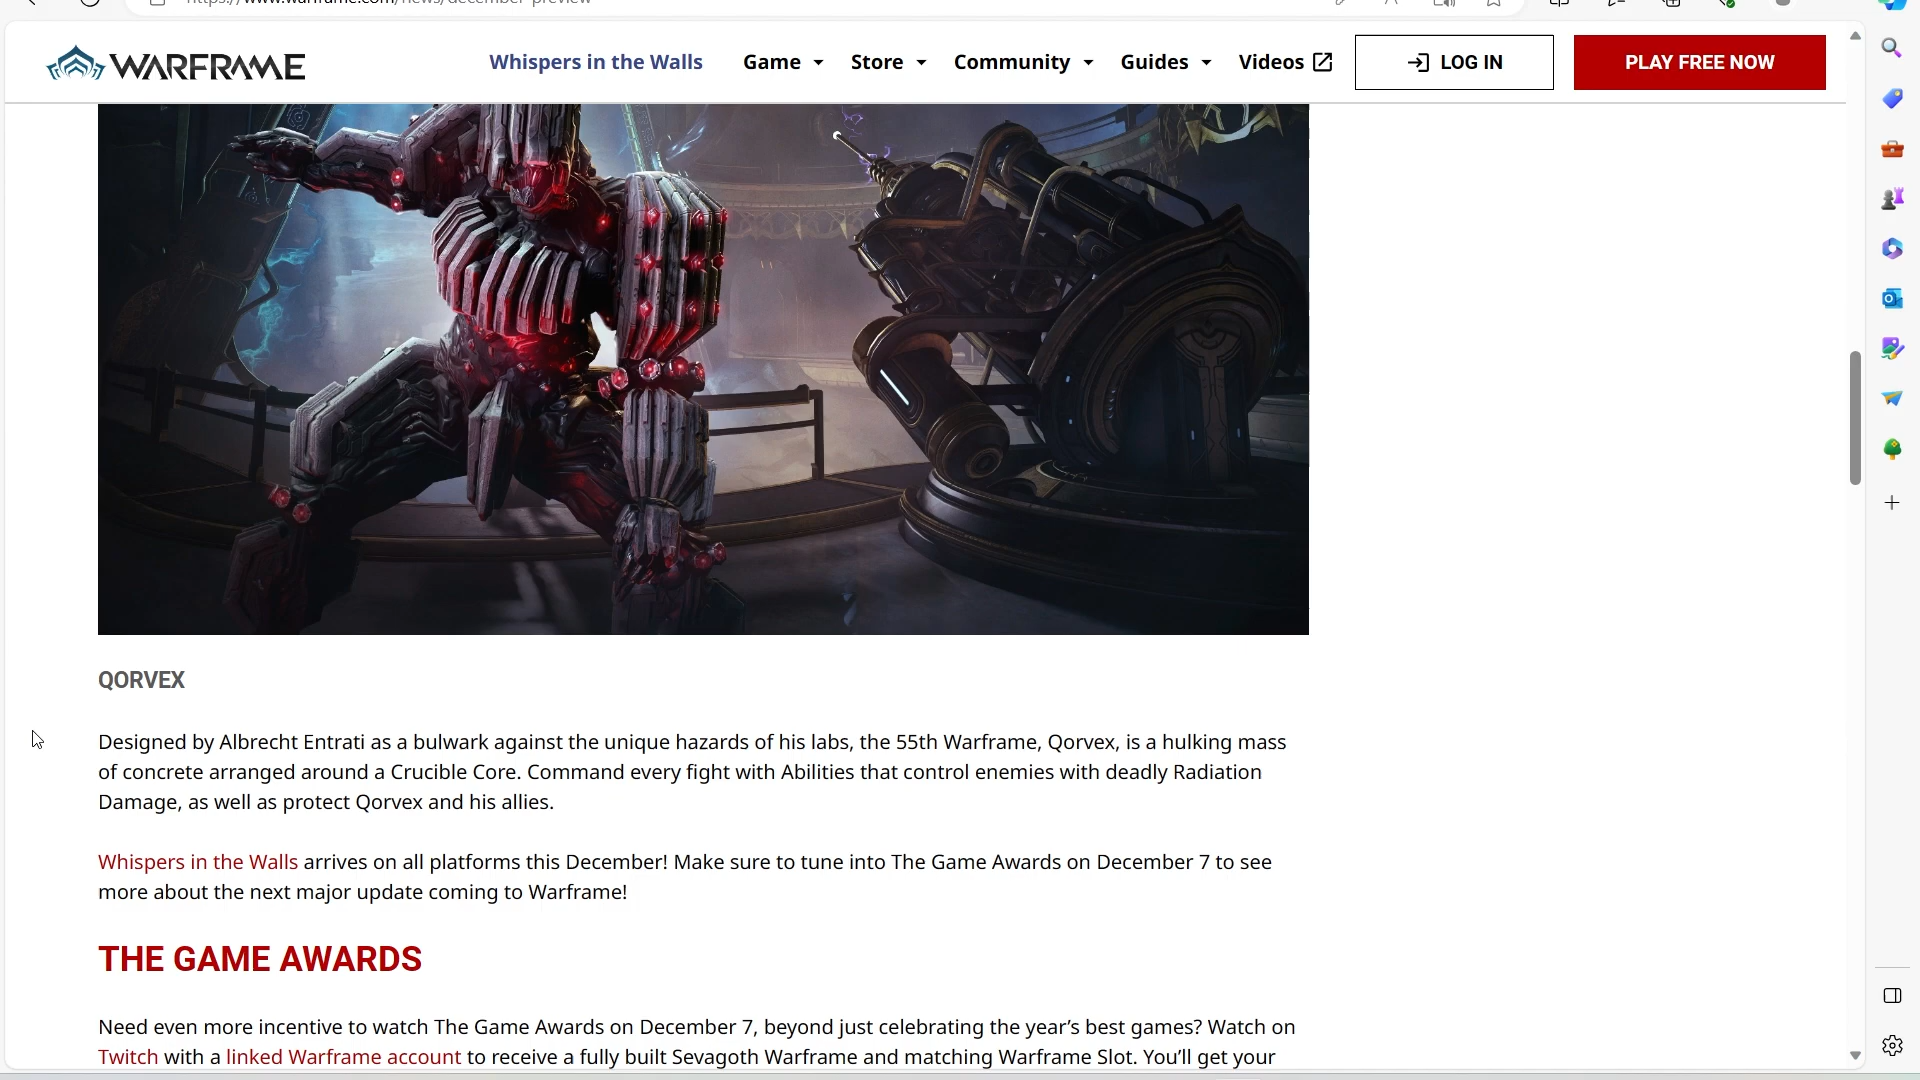 https://www.warframe.com/news/december-preview
WARFRAME
Whispers in the Walls Game Store Community Guides Videos LOG IN PLAY FREE NOW
QORVEX
Designed by Albrecht Entrati as a bulwark against the unique hazards of his labs, the 55th Warframe, Qorvex, is a hulking mass
of concrete arranged around a Crucible Core. Command every fight with Abilities that control enemies with deadly Radiation
Damage, as well as protect Qorvex and his allies.
Whispers in the Walls arrives on all platforms this December! Make sure to tune into The Game Awards on December 7 to see
more about the next major update coming to Warframe!
THE GAME AWARDS
Need even more incentive to watch The Game Awards on December 7, beyond just celebrating the year’s best games? Watch on
Twitch with a linked Warframe account to receive a fully built Sevagoth Warframe and matching Warframe Slot. You’ll get your